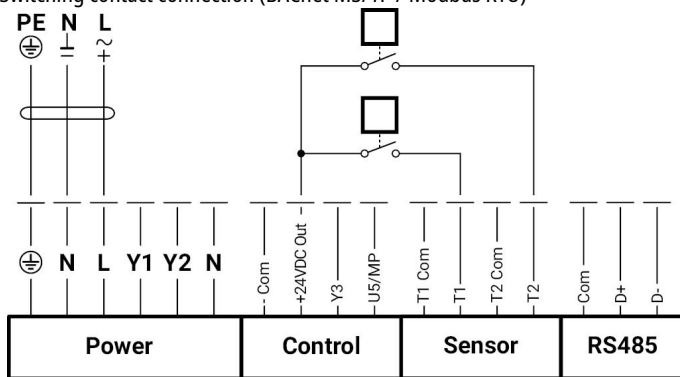 Switching contact connection (BACnet MS/TP / Modbus RTU)
PE N L
N L Y1 Y2 N
- Com
+24VDC Out
Y3
U5/MP
T1 Com
T1
T2 Com
T2
Com
D+
D-
Power Control Sensor RS485